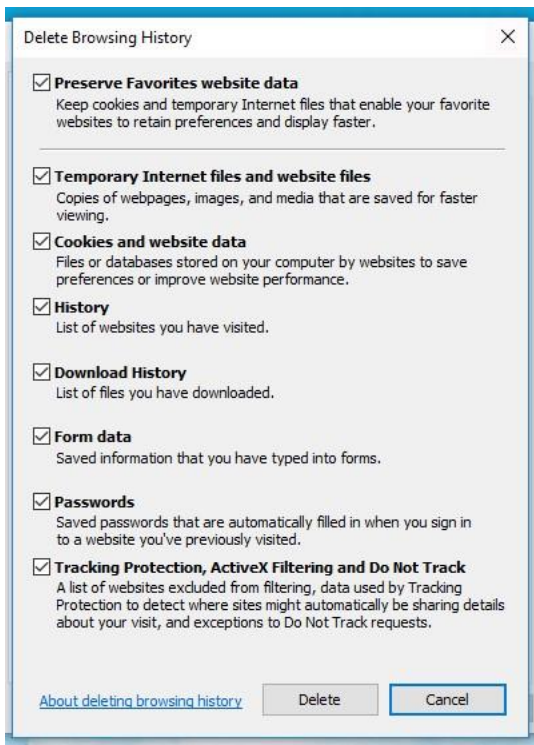 Delete Browsing History
Preserve Favorites website data
Keep cookies and temporary Internet files that enable your favorite
websites to retain preferences and display faster.
Temporary Internet files and website files
Copies of webpages, images, and media that are saved for faster
viewing.
Cookies and website data
Files or databases stored on your computer by websites to save
preferences or improve website performance.
History
List of websites you have visited.
Download History
List of files you have downloaded.
Form data
Saved information that you have typed into forms.
Passwords
Saved passwords that are automatically filled in when you sign in
to a website you've previously visited.
Tracking Protection, ActiveX Filtering and Do Not Track
A list of websites excluded from filtering, data used by Tracking
Protection to detect where sites might automatically be sharing details
about your visit, and exceptions to Do Not Track requests.
About deleting browsing history
Delete
Cancel